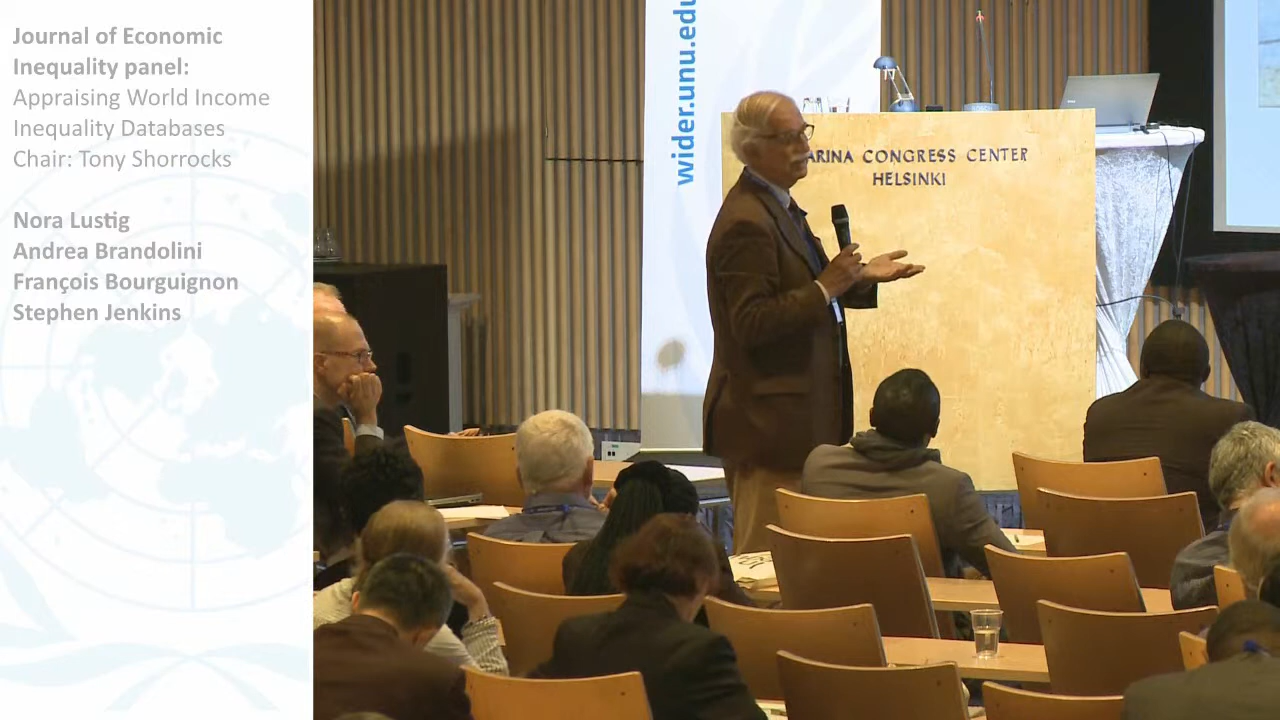 Journal of Economic
Inequality panel:
Appraising World Income
Inequality Databases
Chair: Tony Shorrocks
Nora Lustig
Andrea Brandolini
François Bourguignon
Stephen Jenkins
wider.unu.edu
ARINA CONGRESS CENTER
HELSINKI